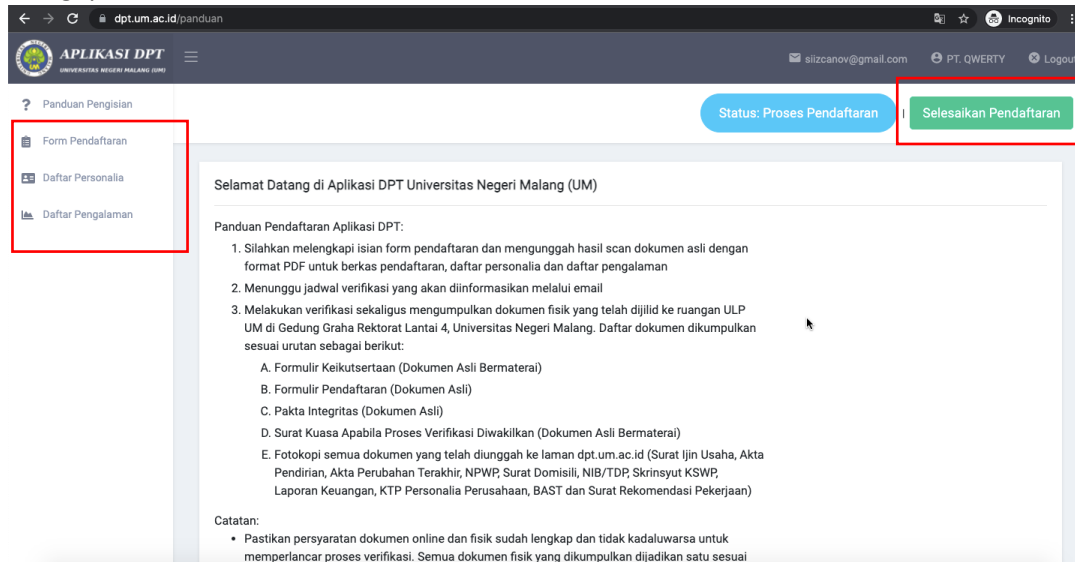 dpt.um.ac.id/panduan
Incognito
APLIKASI DPT
UNIVERSITAS NEGERI MALANG (UM)
siizcanov@gmail.com
PT. QWERTY
Logout
? Panduan Pengisian
Form Pendaftaran
Daftar Personalia
Daftar Pengalaman
Status: Proses Pendaftaran
|
Selesaikan Pendaftaran
Selamat Datang di Aplikasi DPT Universitas Negeri Malang (UM)
Panduan Pendaftaran Aplikasi DPT:
1. Silahkan melengkapi isian form pendaftaran dan mengunggah hasil scan dokumen asli dengan
format PDF untuk berkas pendaftaran, daftar personalia dan daftar pengalaman
2. Menunggu jadwal verifikasi yang akan diinformasikan melalui email
3. Melakukan verifikasi sekaligus mengumpulkan dokumen fisik yang telah dijilid ke ruangan ULP
UM di Gedung Graha Rektorat Lantai 4, Universitas Negeri Malang. Daftar dokumen dikumpulkan
sesuai urutan sebagai berikut:
A. Formulir Keikutsertaan (Dokumen Asli Bermaterai)
B. Formulir Pendaftaran (Dokumen Asli)
C. Pakta Integritas (Dokumen Asli)
D. Surat Kuasa Apabila Proses Verifikasi Diwakilkan (Dokumen Asli Bermaterai)
E. Fotokopi semua dokumen yang telah diunggah ke laman dpt.um.ac.id (Surat Ijin Usaha, Akta
Pendirian, Akta Perubahan Terakhir, NPWP, Surat Domisili, NIB/TDP, Skrinsyut KSWP,
Laporan Keuangan, KTP Personalia Perusahaan, BAST dan Surat Rekomendasi Pekerjaan)
Catatan:
• Pastikan persyaratan dokumen online dan fisik sudah lengkap dan tidak kadaluwarsa untuk
memperlancar proses verifikasi. Semua dokumen fisik yang dikumpulkan dijadikan satu sesuai